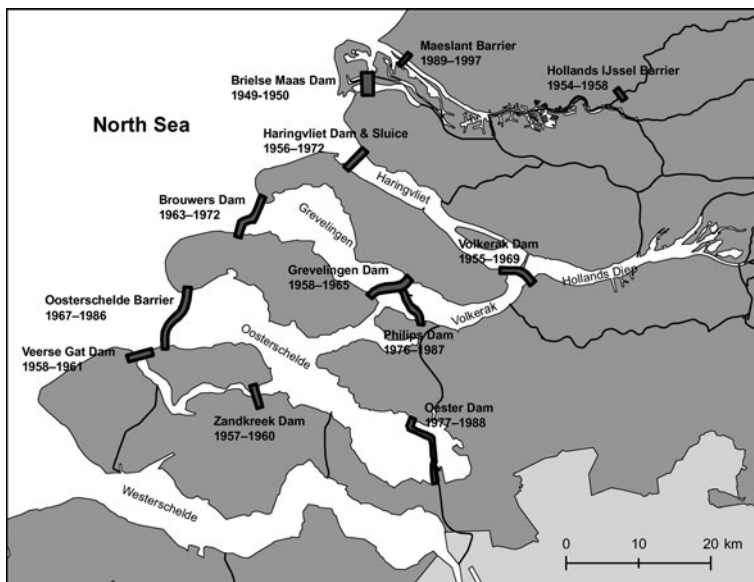 Maeslant Barrier
1989–1997
Hollands IJssel Barrier
1954–1958
Brielse Maas Dam
1949-1950
North Sea
Haringvliet Dam & Sluice
1956–1972
Haringvliet
Brouwers Dam
1963–1972
Grevelingen
Volkerak Dam
1955–1969
Hollands Diep
Grevelingen Dam
1958–1965
Oosterschelde Barrier
1967–1986
Volkerak
Philips Dam
1976–1987
Oosterschelde
Veerse Gat Dam
1958–1961
Zandkreek Dam
1957–1960
Oester Dam
1977–1988
Westerschelde
0 10 20 km